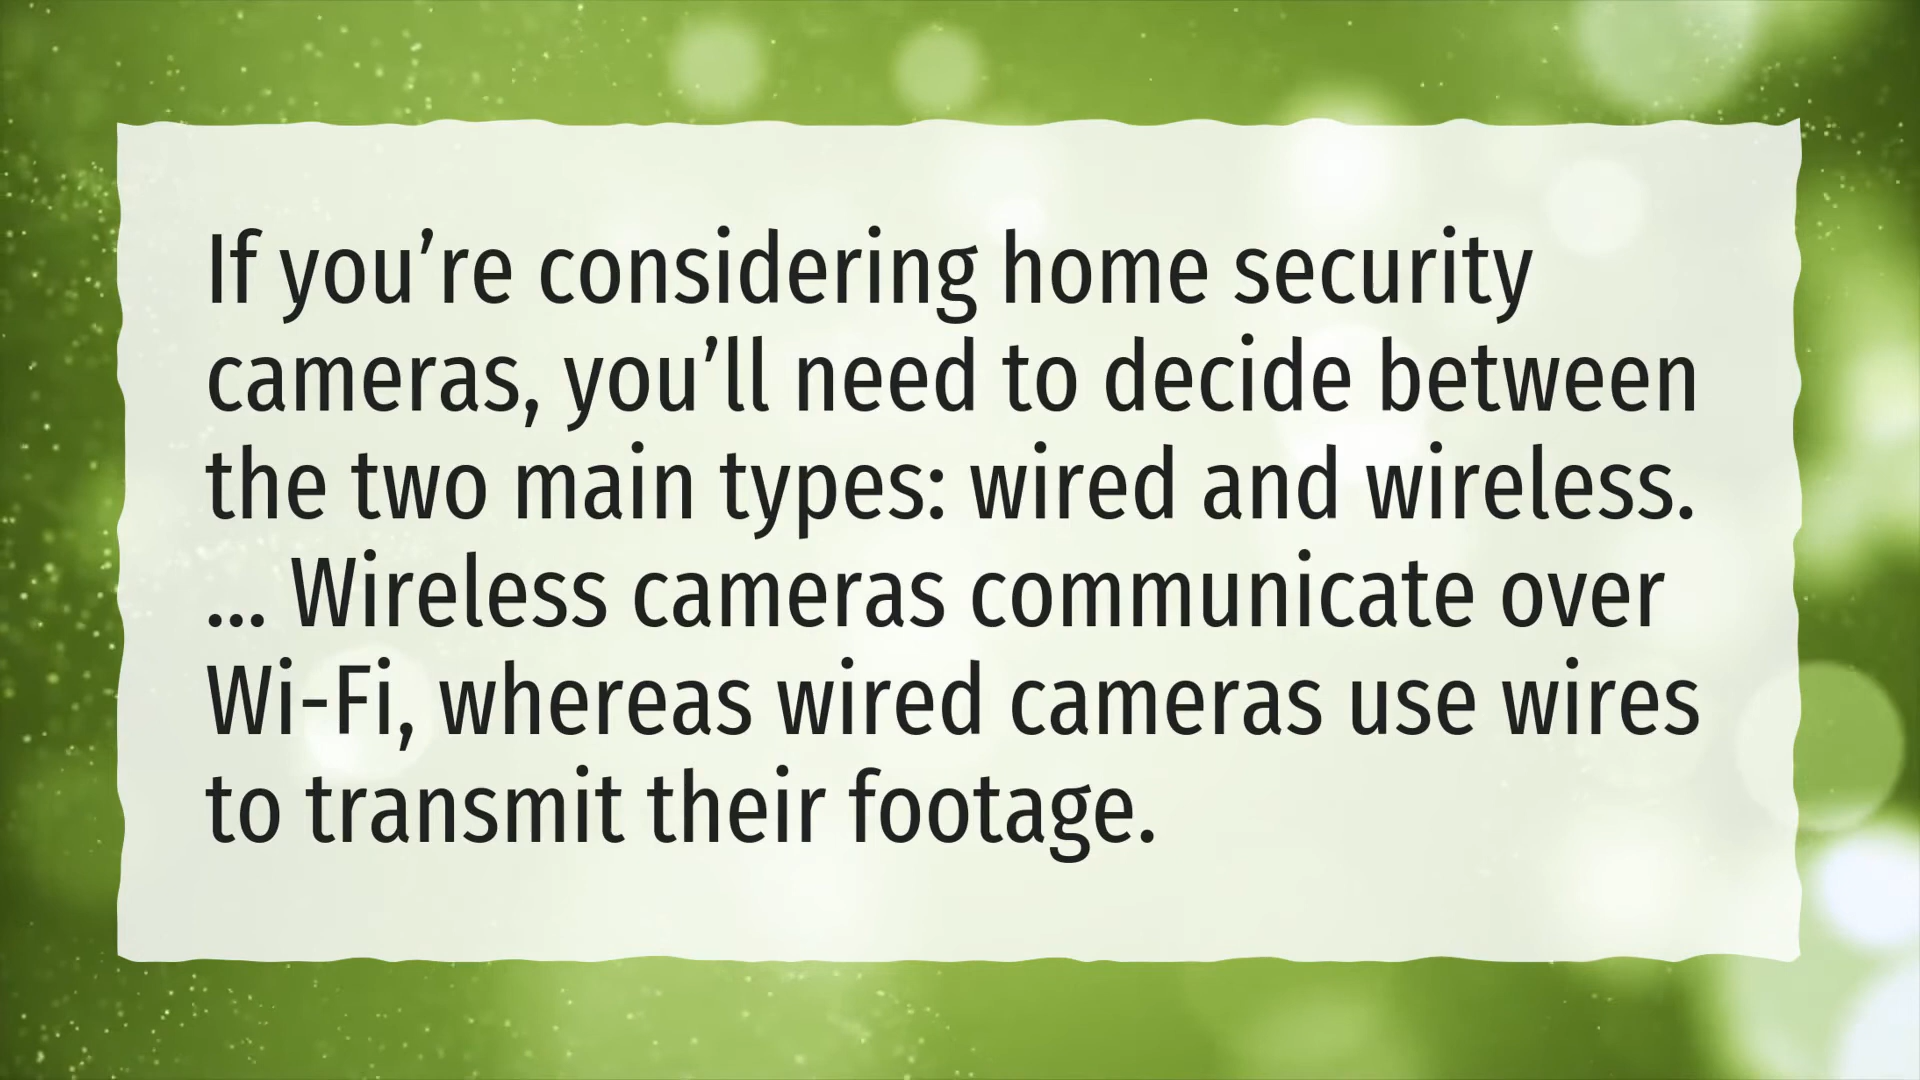 If you’re considering home security
cameras, you’ll need to decide between
the two main types: wired and wireless.
... Wireless cameras communicate over
Wi-Fi, whereas wired cameras use wires
to transmit their footage.